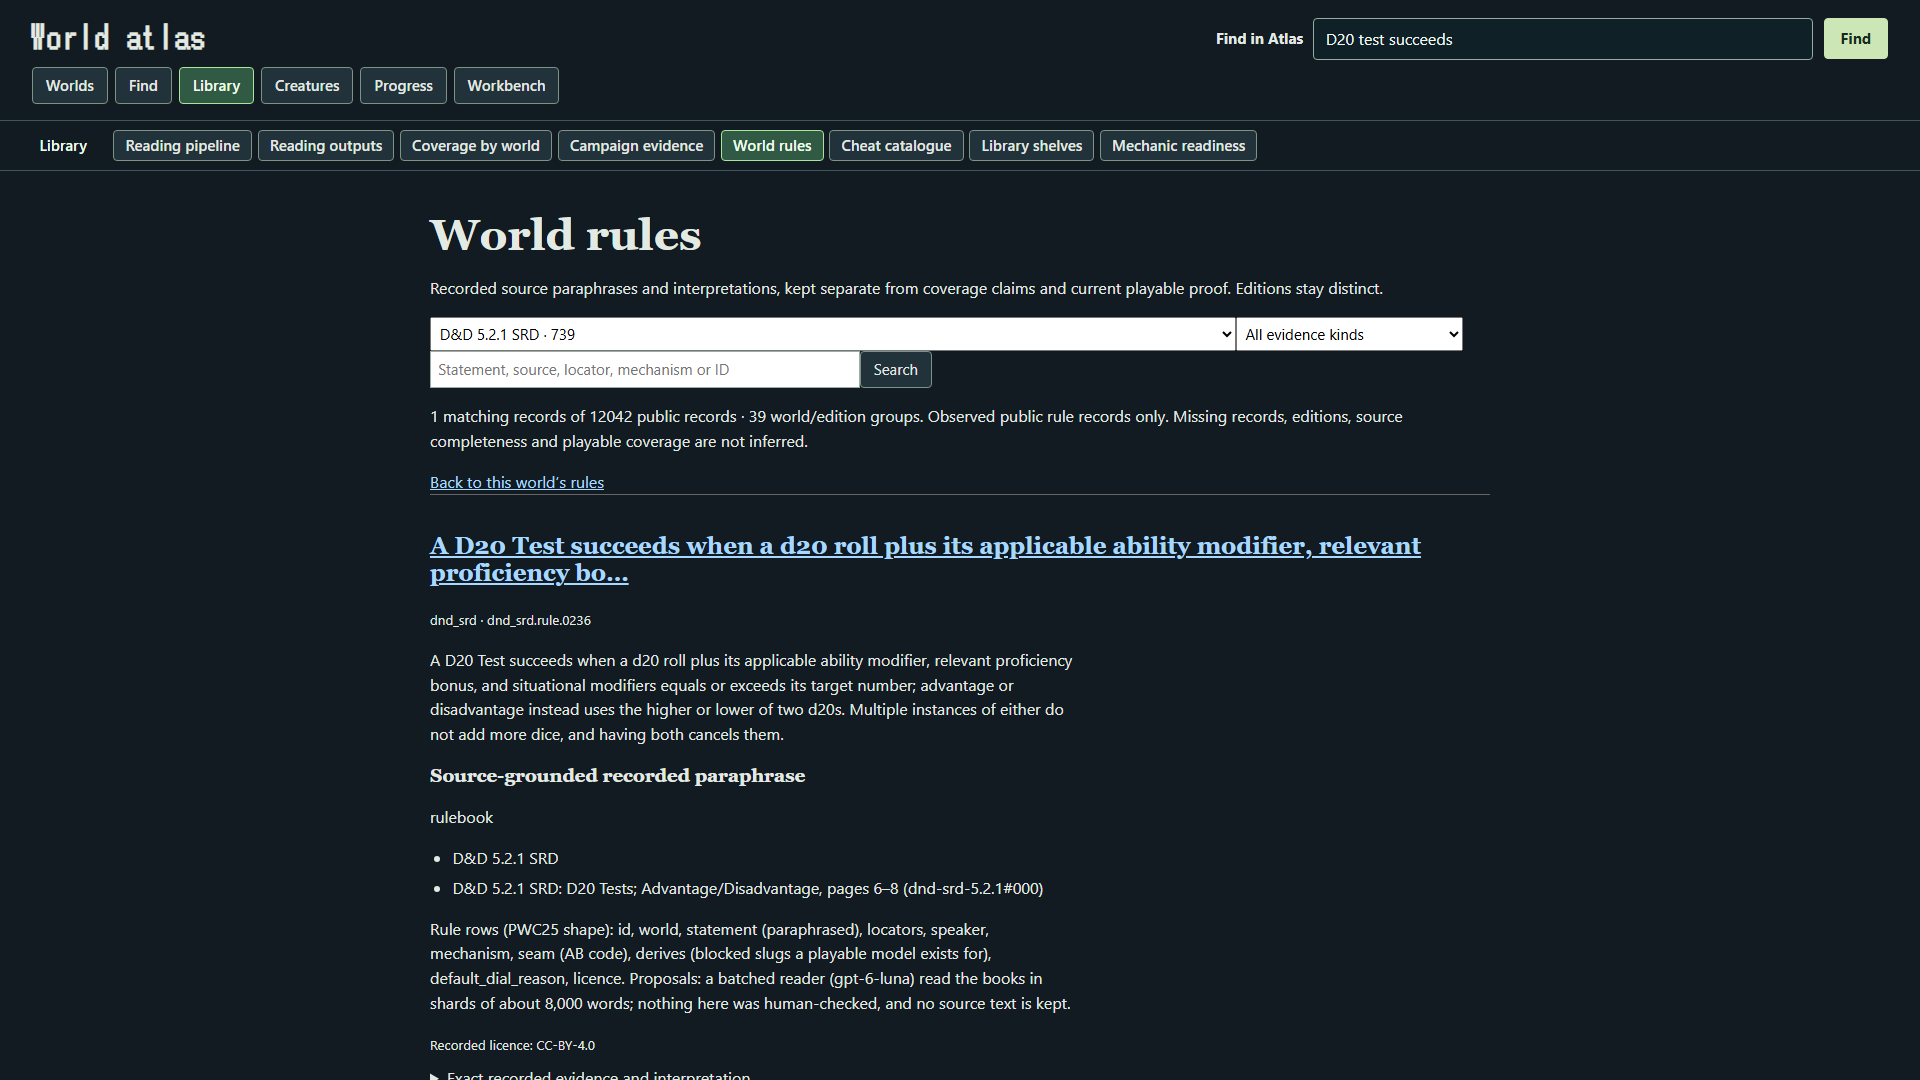 World atlas
Find in Atlas
D20 test succeeds
Find
Worlds
Find
Library
Creatures
Progress
Workbench
Library
Reading pipeline
Reading outputs
Coverage by world
Campaign evidence
World rules
Cheat catalogue
Library shelves
Mechanic readiness
World rules
Recorded source paraphrases and interpretations, kept separate from coverage claims and current playable proof. Editions stay distinct.
D&D 5.2.1 SRD · 739
All evidence kinds
Statement, source, locator, mechanism or ID
Search
1 matching records of 12042 public records · 39 world/edition groups. Observed public rule records only. Missing records, editions, source
completeness and playable coverage are not inferred.
Back to this world's rules
A D20 Test succeeds when a d20 roll plus its applicable ability modifier, relevant
proficiency bo...
dnd_srd · dnd_srd.rule.0236
A D20 Test succeeds when a d20 roll plus its applicable ability modifier, relevant proficiency
bonus, and situational modifiers equals or exceeds its target number; advantage or
disadvantage instead uses the higher or lower of two d20s. Multiple instances of either do
not add more dice, and having both cancels them.
Source-grounded recorded paraphrase
rulebook
D&D 5.2.1 SRD
D&D 5.2.1 SRD: D20 Tests; Advantage/Disadvantage, pages 6–8 (dnd-srd-5.2.1#000)
Rule rows (PWC25 shape): id, world, statement (paraphrased), locators, speaker,
mechanism, seam (AB code), derives (blocked slugs a playable model exists for),
default_dial_reason, licence. Proposals: a batched reader (gpt-6-luna) read the books in
shards of about 8,000 words; nothing here was human-checked, and no source text is kept.
Recorded licence: CC-BY-4.0
Exact recorded evidence and interpretation